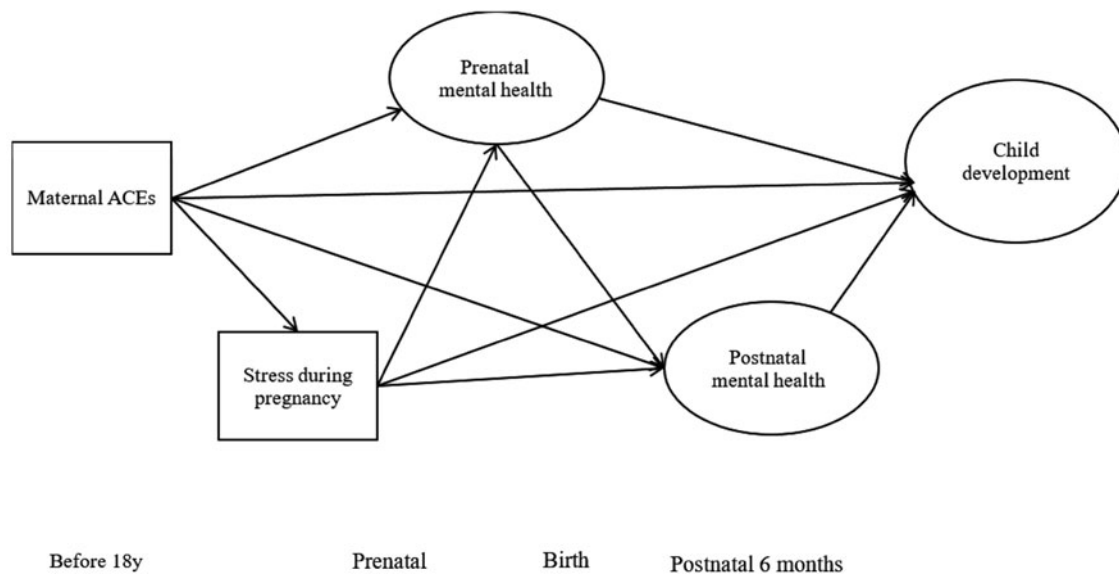 Prenatal
mental health
Child
development
Maternal ACEs
Stress during
pregnancy
Postnatal
mental health
Before 18y
Prenatal
Birth
Postnatal 6 months